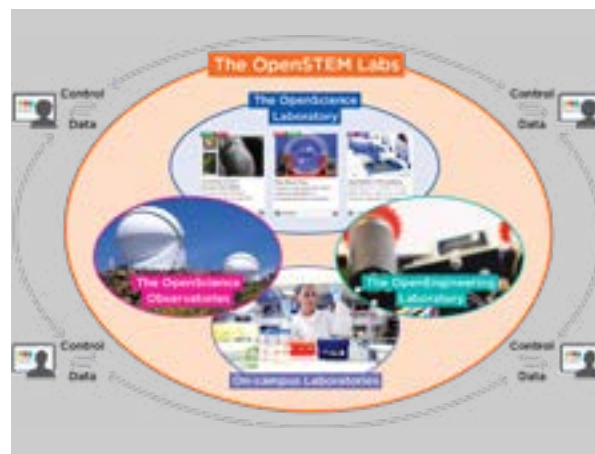 The OpenSTEM Labs
Control
Data
Control
Data
The OpenScience
Laboratory
The OpenScience
Observatories
The OpenEngineering
Laboratory
Control
Data
Control
Data
On-campus Laboratories